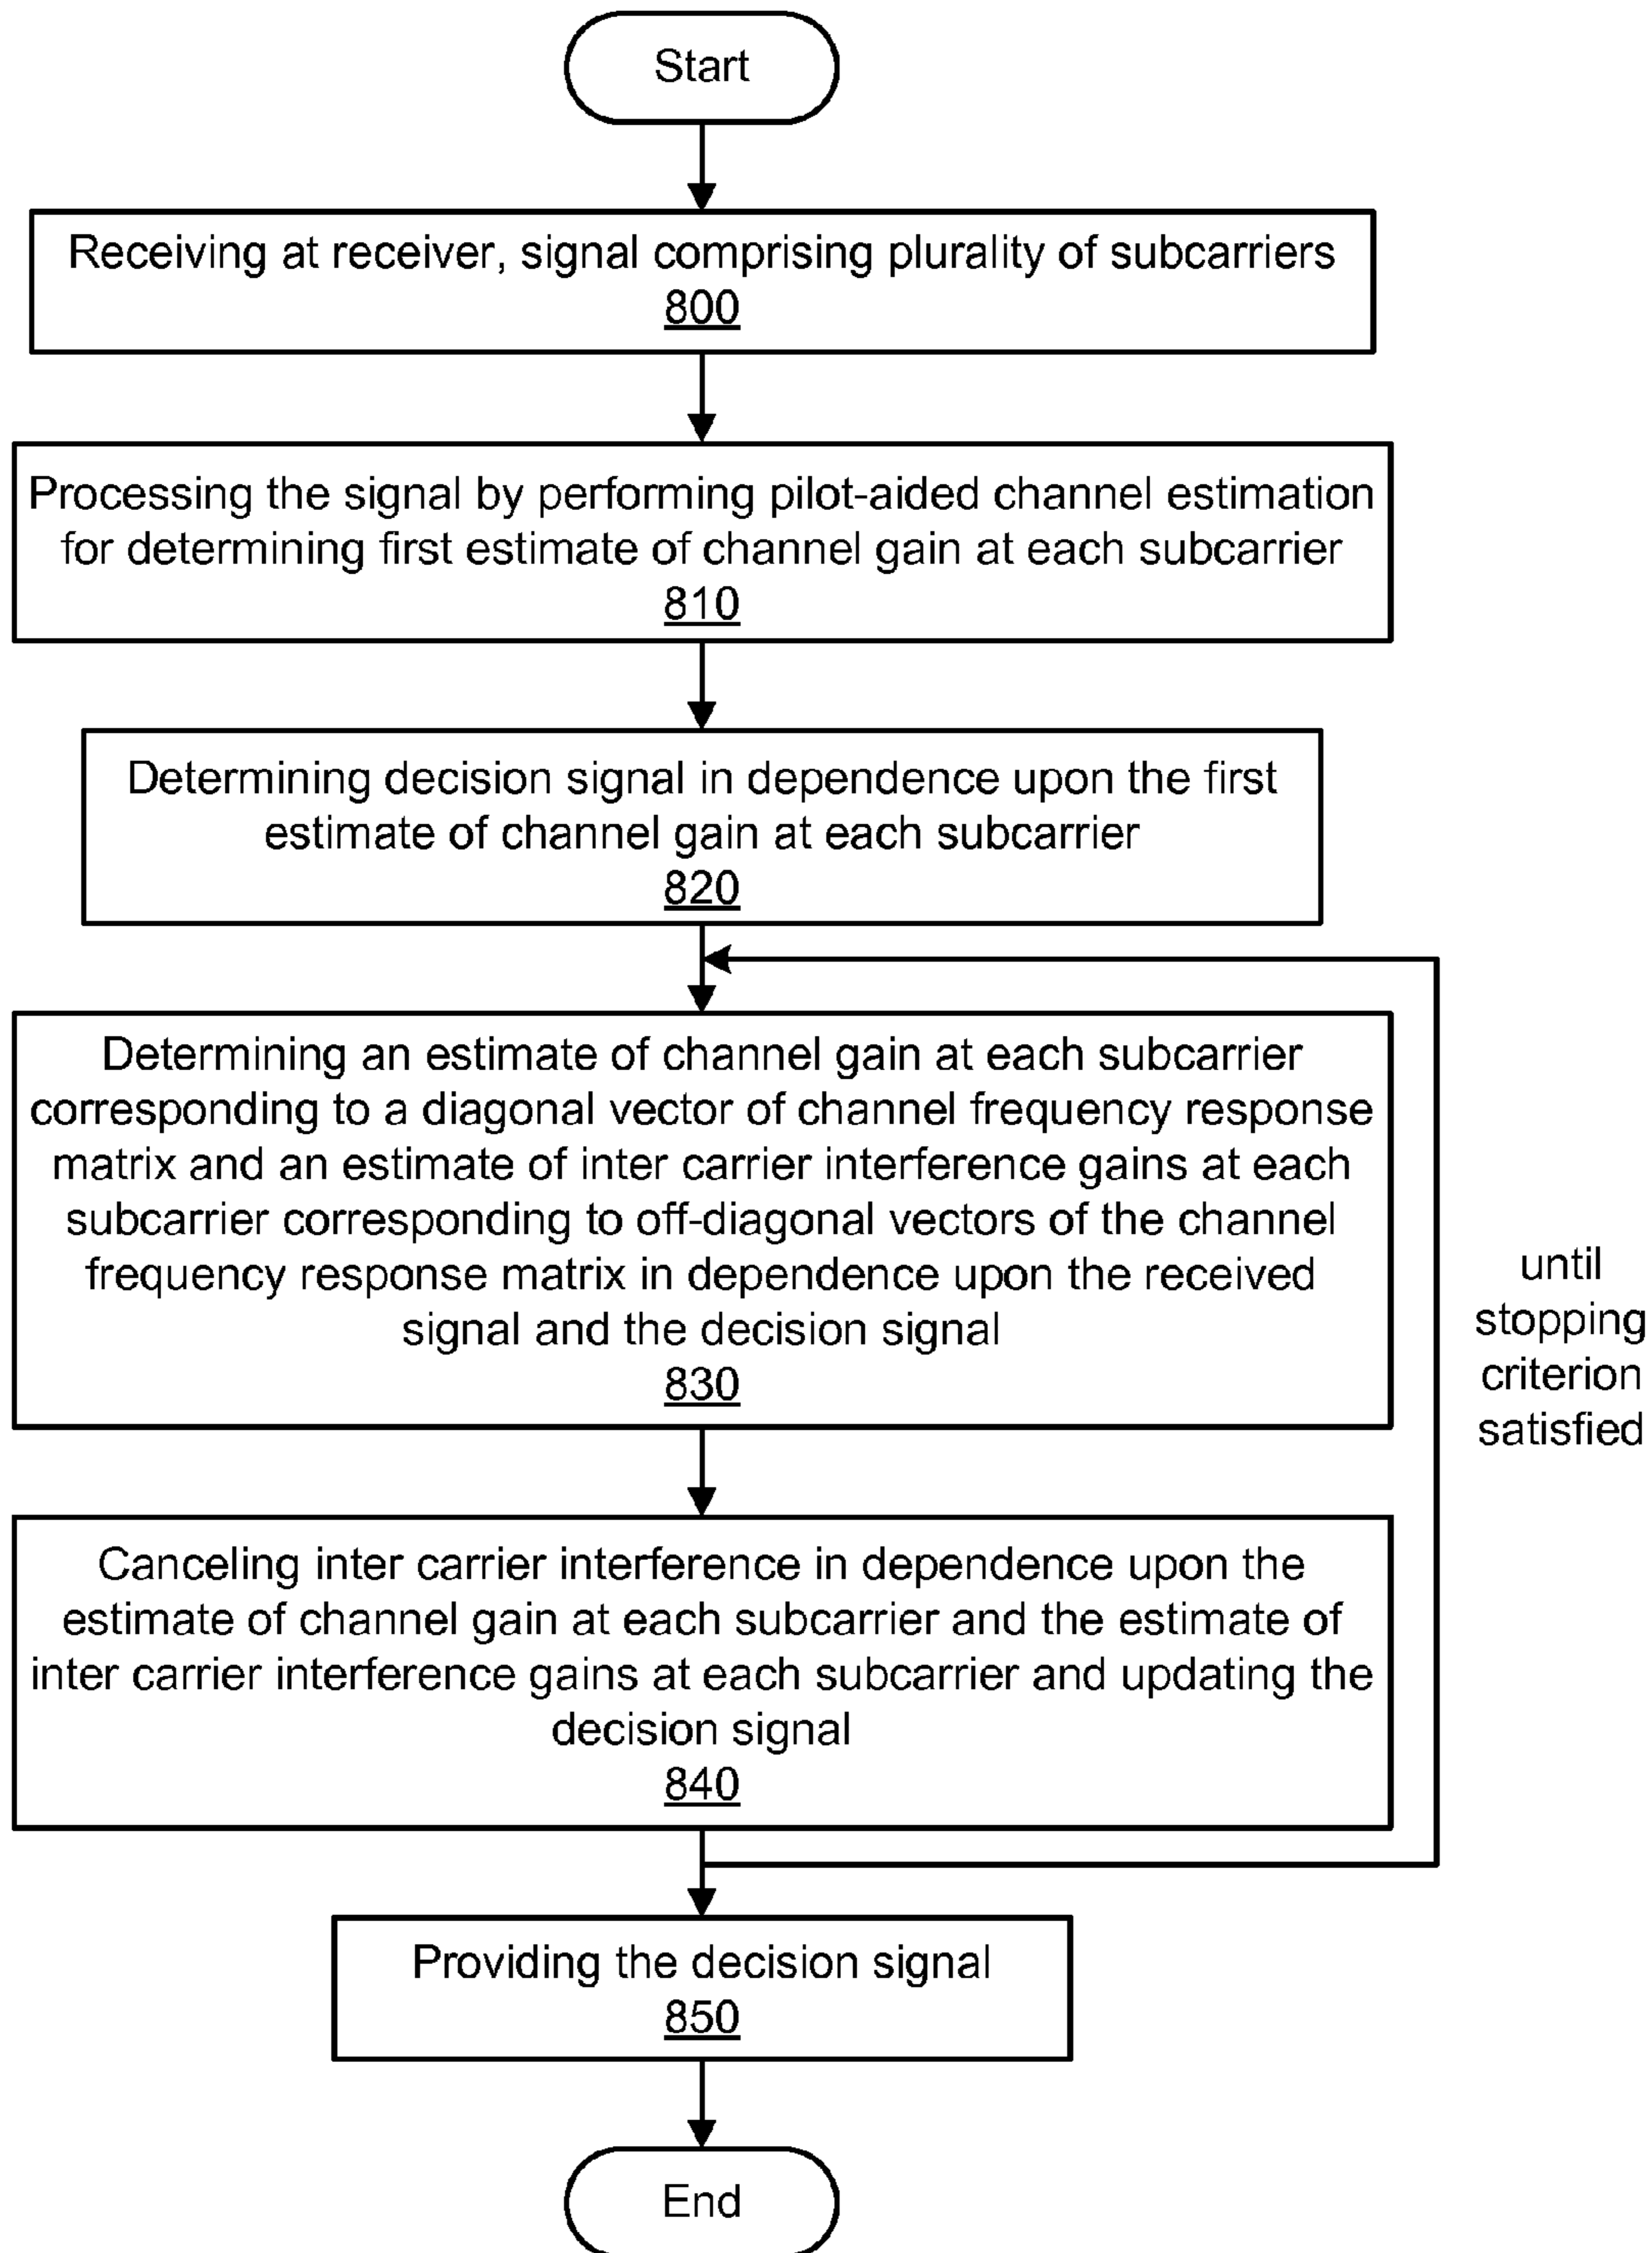 Start
Receiving at receiver, signal comprising plurality of subcarriers
800
Processing the signal by performing pilot-aided channel estimation
for determining first estimate of channel gain at each subcarrier
810
Determining decision signal in dependence upon the first
estimate of channel gain at each subcarrier
820
Determining an estimate of channel gain at each subcarrier
corresponding to a diagonal vector of channel frequency response
matrix and an estimate of inter carrier interference gains at each
subcarrier corresponding to off-diagonal vectors of the channel
frequency response matrix in dependence upon the received
signal and the decision signal
830
until
stopping
criterion
satisfied
Canceling inter carrier interference in dependence upon the
estimate of channel gain at each subcarrier and the estimate of
inter carrier interference gains at each subcarrier and updating the
decision signal
840
Providing the decision signal
850
End